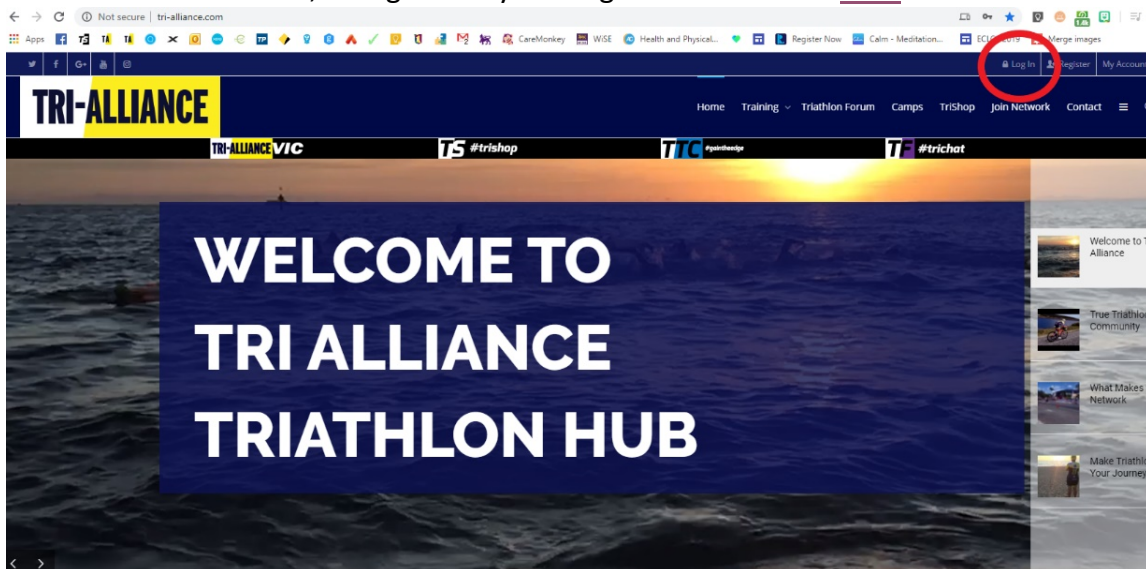 Not secure | tri-alliance.com
Apps
CareMonkey
WiSE
Health and Physical...
Register Now
Calm - Meditation...
Merge images
Log In
Register
My Account
TRI-ALLIANCE
Home
Training
Triathlon Forum
Camps
TriShop
Join Network
Contact
TRI-ALLIANCE VIC
TS #trishop
TTC #gaintheedge
TF #trichat
WELCOME TO
TRI ALLIANCE
TRIATHLON HUB
Welcome to
Alliance
True Triathlon
Community
What Makes
Network
Make Triathlo
Your Journey